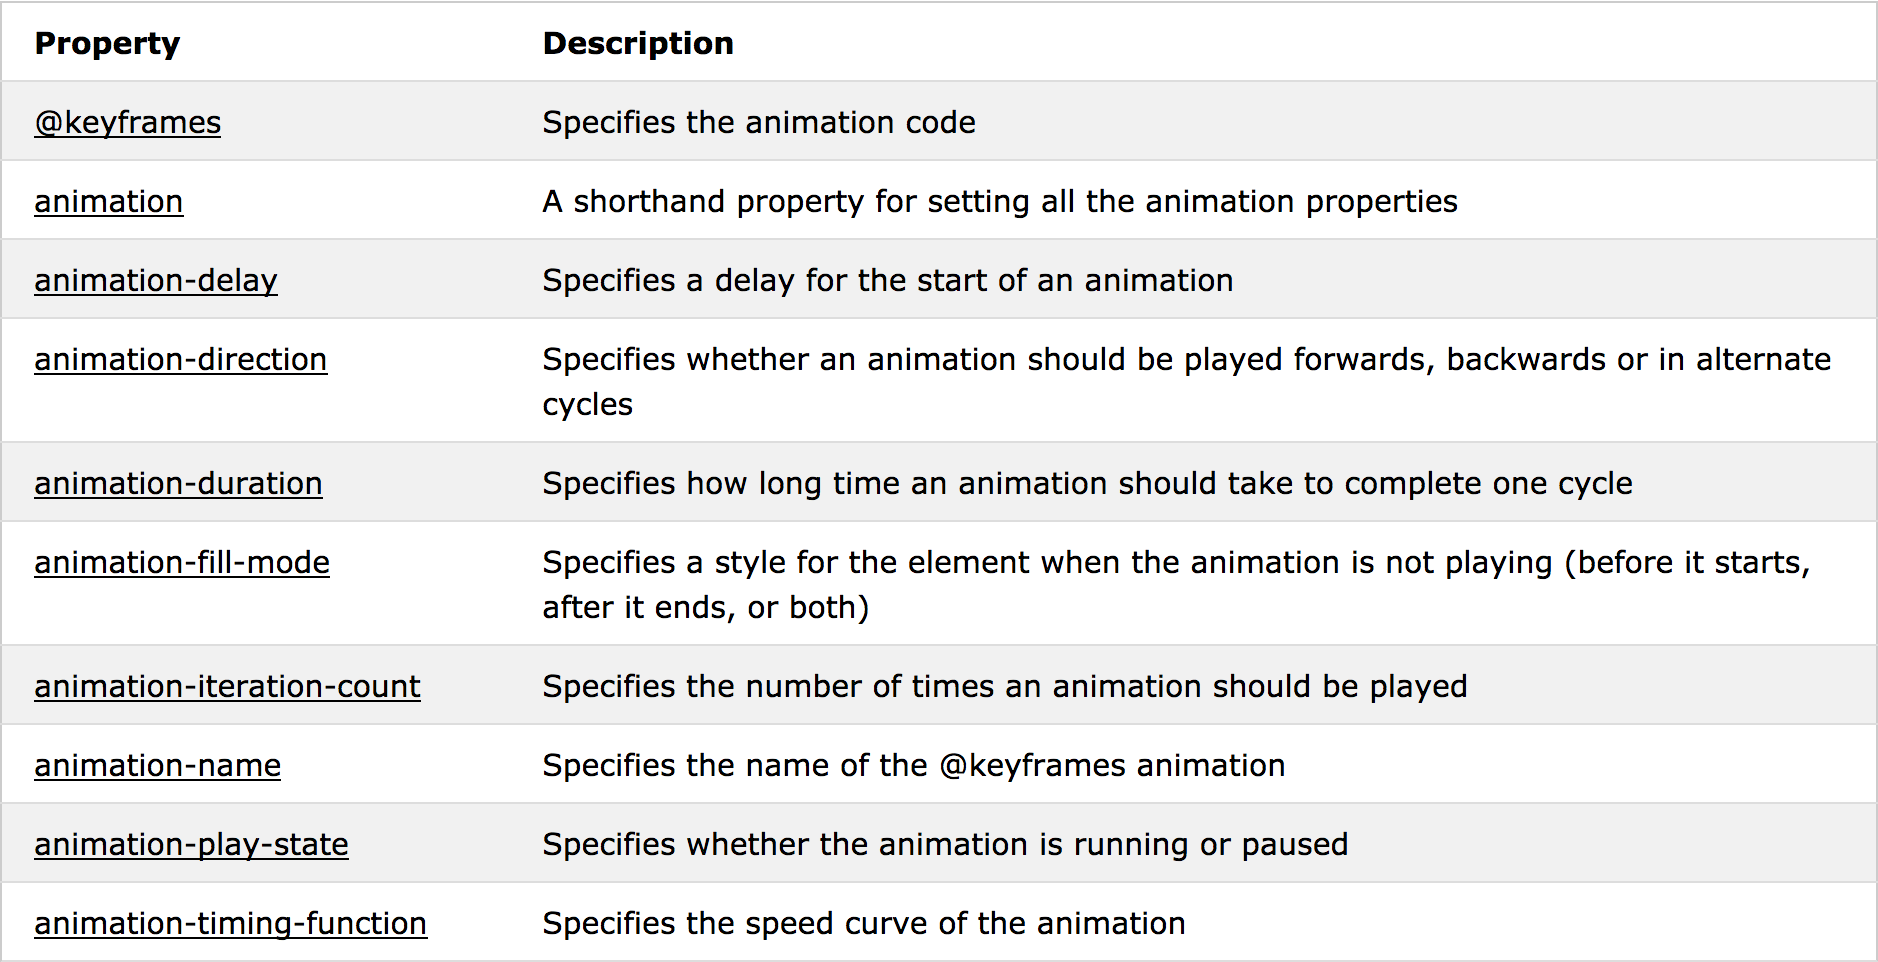 Property Description
@keyframes Specifies the animation code
animation A shorthand property for setting all the animation properties
animation-delay Specifies a delay for the start of an animation
animation-direction Specifies whether an animation should be played forwards, backwards or in alternate
cycles
animation-duration Specifies how long time an animation should take to complete one cycle
animation-fill-mode Specifies a style for the element when the animation is not playing (before it starts,
after it ends, or both)
animation-iteration-count Specifies the number of times an animation should be played
animation-name Specifies the name of the @keyframes animation
animation-play-state Specifies whether the animation is running or paused
animation-timing-function Specifies the speed curve of the animation